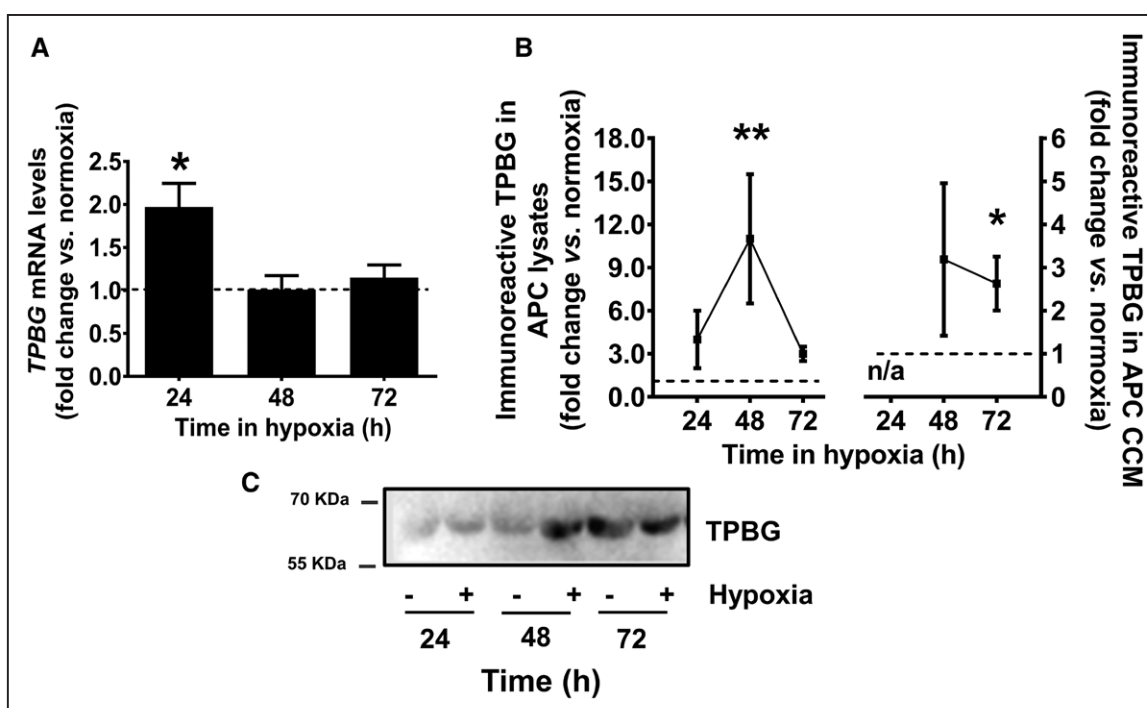 A
TPBG mRNA levels
(fold change vs. normoxia)
2.5
2.0
1.5
1.0
0.5
0.0
*
24 48 72
Time in hypoxia (h)
B
Immunoreactive TPBG in
APC lysates
(fold change vs. normoxia)
18.0
15.0
12.0
9.0
6.0
3.0
0.0
**
24 48 72
n/a
*
48 72
24
6
5
4
3
2
1
0
Immunoreactive TPBG in APC CCM
(fold change vs. normoxia)
Time in hypoxia (h)
C
70 KDa
55 KDa
TPBG
- + - + - + Hypoxia
24 48 72
Time (h)